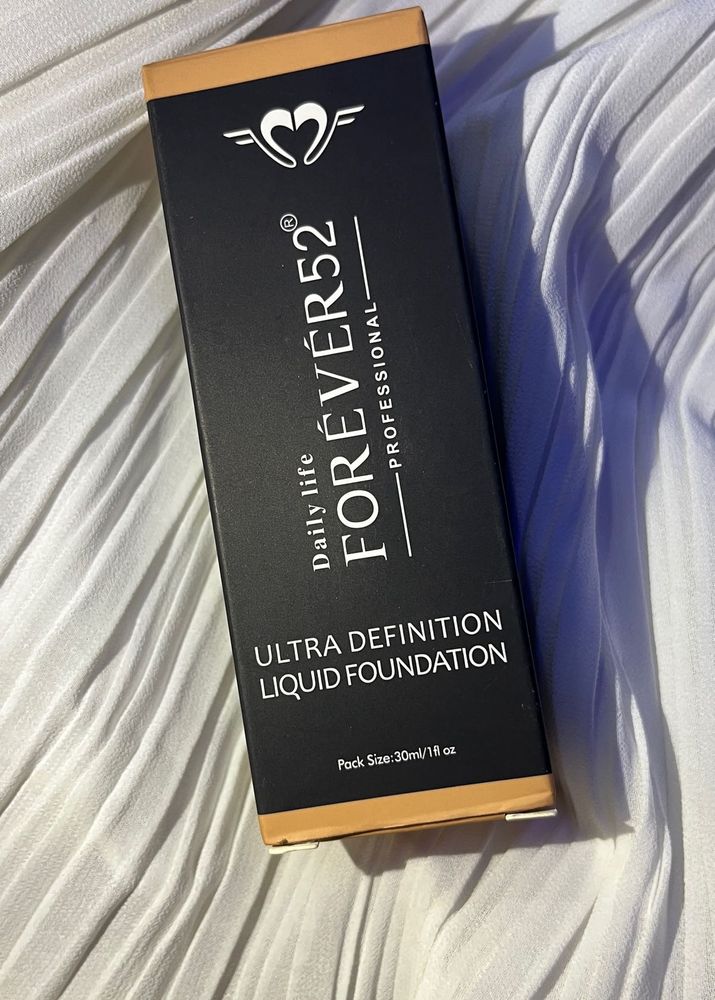 Daily life
FORÉVÉR52®
PROFESSIONAL
ULTRA DEFINITION
LIQUID FOUNDATION
Pack Size:30ml/1fl oz